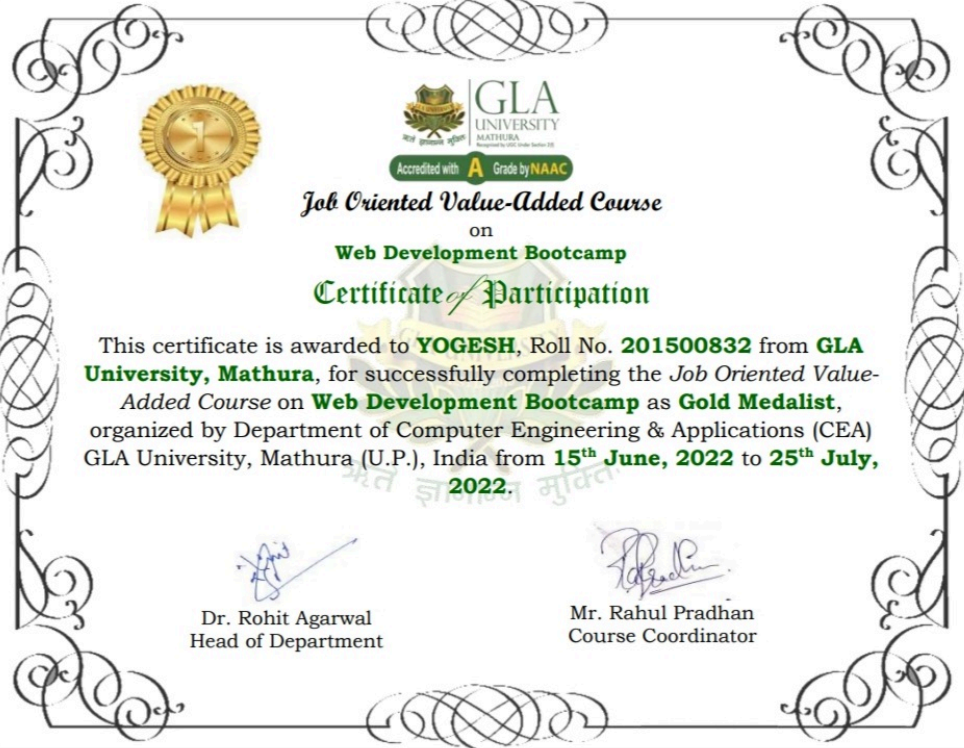 1
GLA
UNIVERSITY
MATHURA
Recognised by UGC Under Section 2(f)
ऋते ज्ञानान्न मुक्तिः
Accredited with A Grade by NAAC
Job Oriented Value-Added Course
on
Web Development Bootcamp
Certificate of Participation
This certificate is awarded to YOGESH, Roll No. 201500832 from GLA
University, Mathura, for successfully completing the Job Oriented Value-
Added Course on Web Development Bootcamp as Gold Medalist,
organized by Department of Computer Engineering & Applications (CEA)
GLA University, Mathura (U.P.), India from 15th June, 2022 to 25th July,
2022.
ऋते ज्ञानान्न मुक्तिः
Dr. Rohit Agarwal
Head of Department
Mr. Rahul Pradhan
Course Coordinator